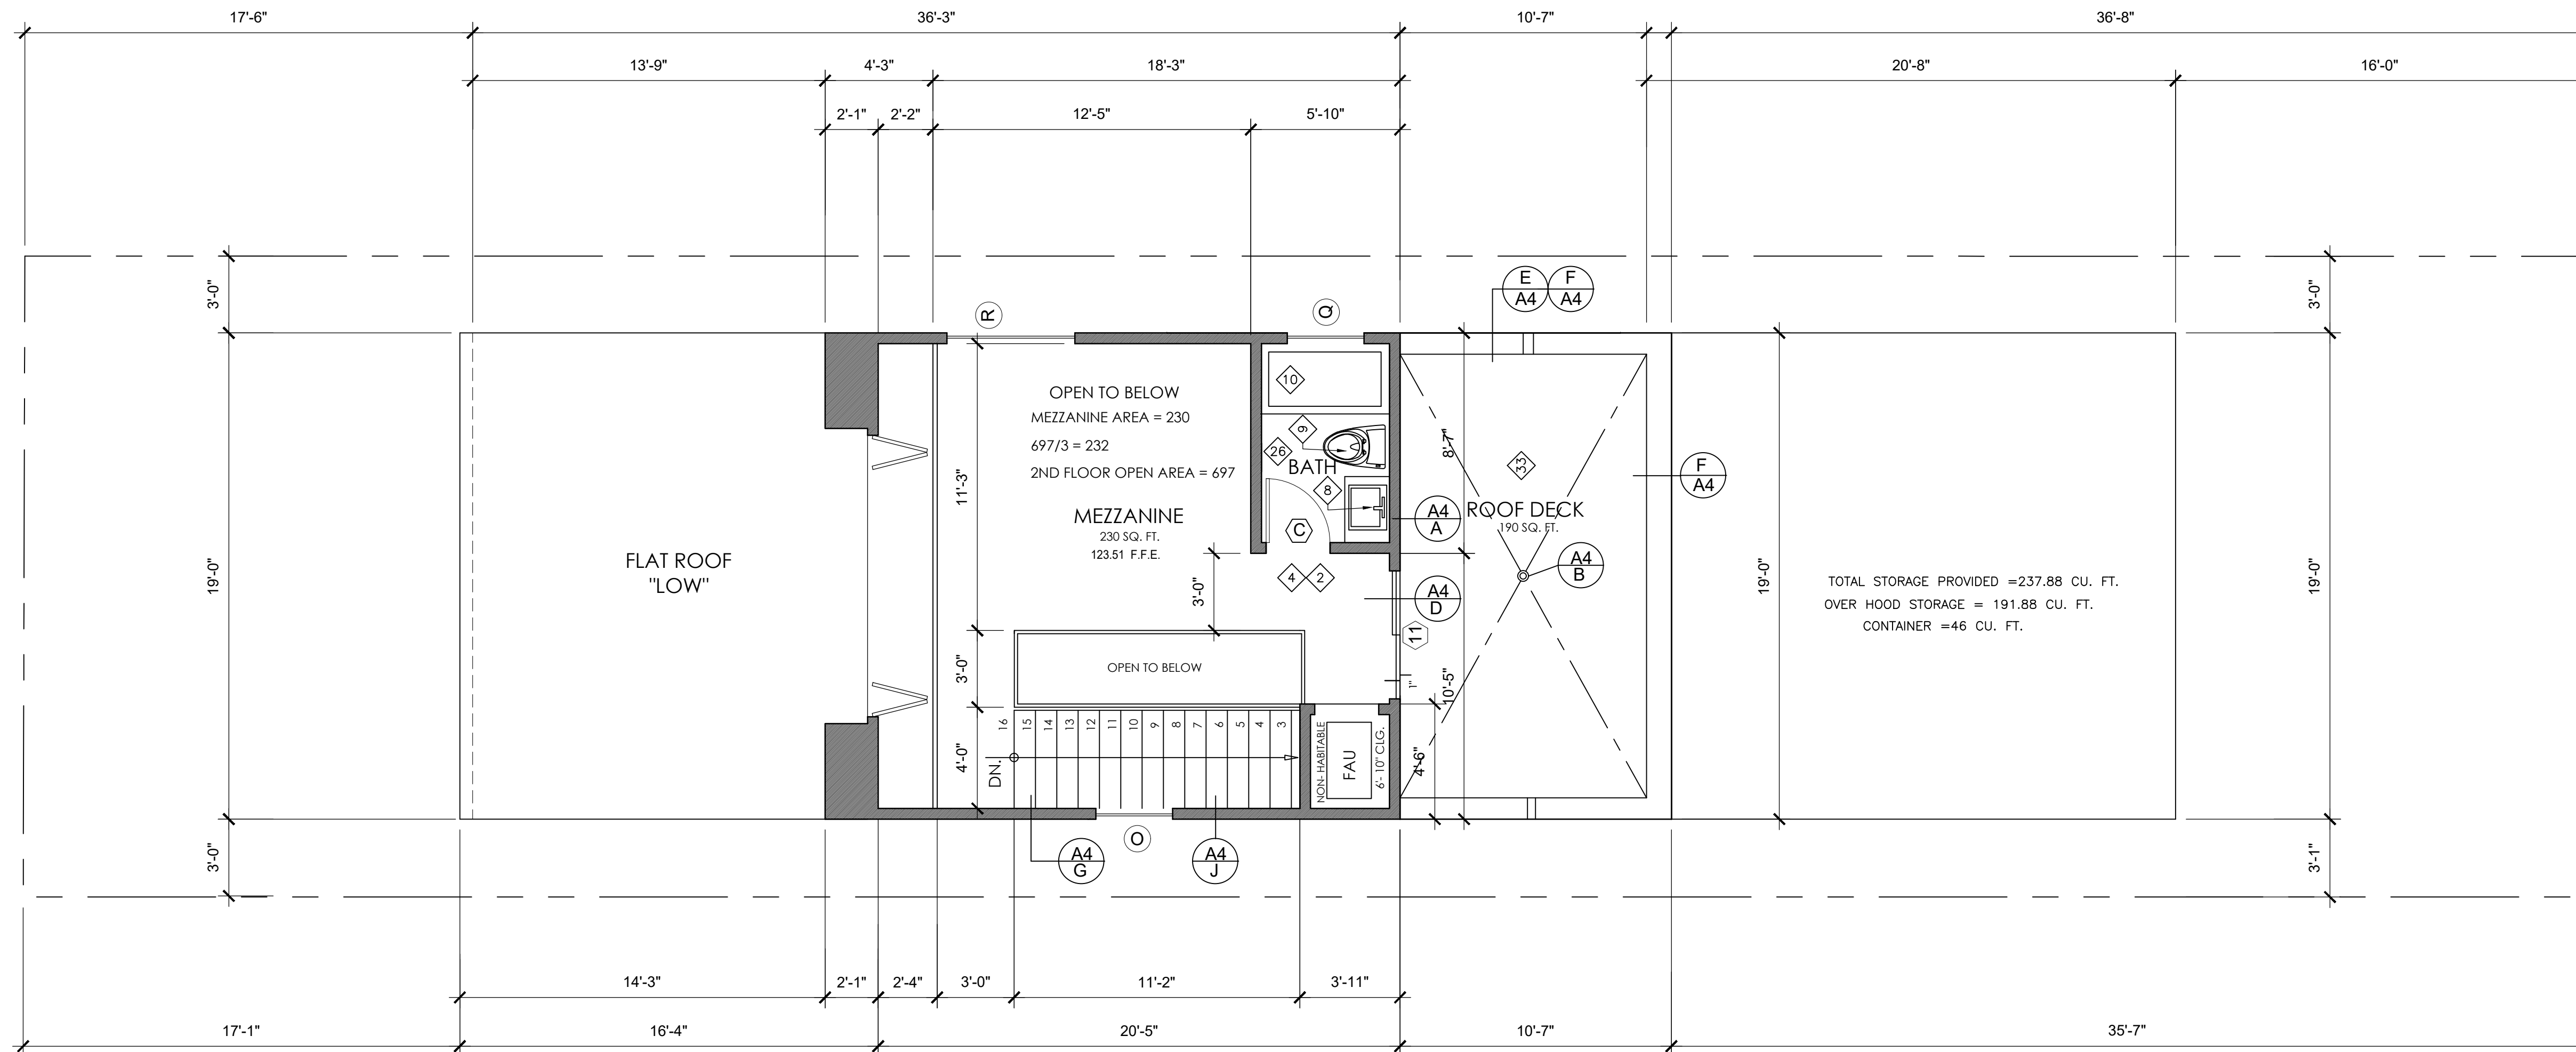 17'-6"
36'-3"
10'-7"
36'-8"
13'-9"
4'-3"
18'-3"
20'-8"
16'-0"
2'-1"
2'-2"
12'-5"
5'-10"
3'-0"
E
A4
F
A4
3'-0"
R
Q
OPEN TO BELOW
MEZZANINE AREA = 230
697/3 = 232
2ND FLOOR OPEN AREA = 697
10
9
26
BATH
8
8'-7"
33
F
A4
11'-3"
MEZZANINE
230 SQ. FT.
123.51 F.F.E.
C
A4
A
ROOF DECK
190 SQ. FT.
FLAT ROOF
"LOW"
19'-0"
3'-0"
4
2
A4
D
A4
B
19'-0"
TOTAL STORAGE PROVIDED =237.88 CU. FT.
OVER HOOD STORAGE = 191.88 CU. FT.
CONTAINER =46 CU. FT.
19'-0"
11
3'-0"
OPEN TO BELOW
1"
10'-5"
16
15
14
13
12
11
10
9
8
7
6
5
4
3
4'-0"
DN.
NON- HABITABLE
FAU
6'- 10" CLG.
4'-6"
3'-0"
A4
G
O
A4
J
3'-1"
14'-3"
2'-1"
2'-4"
3'-0"
11'-2"
3'-11"
17'-1"
16'-4"
20'-5"
10'-7"
35'-7"